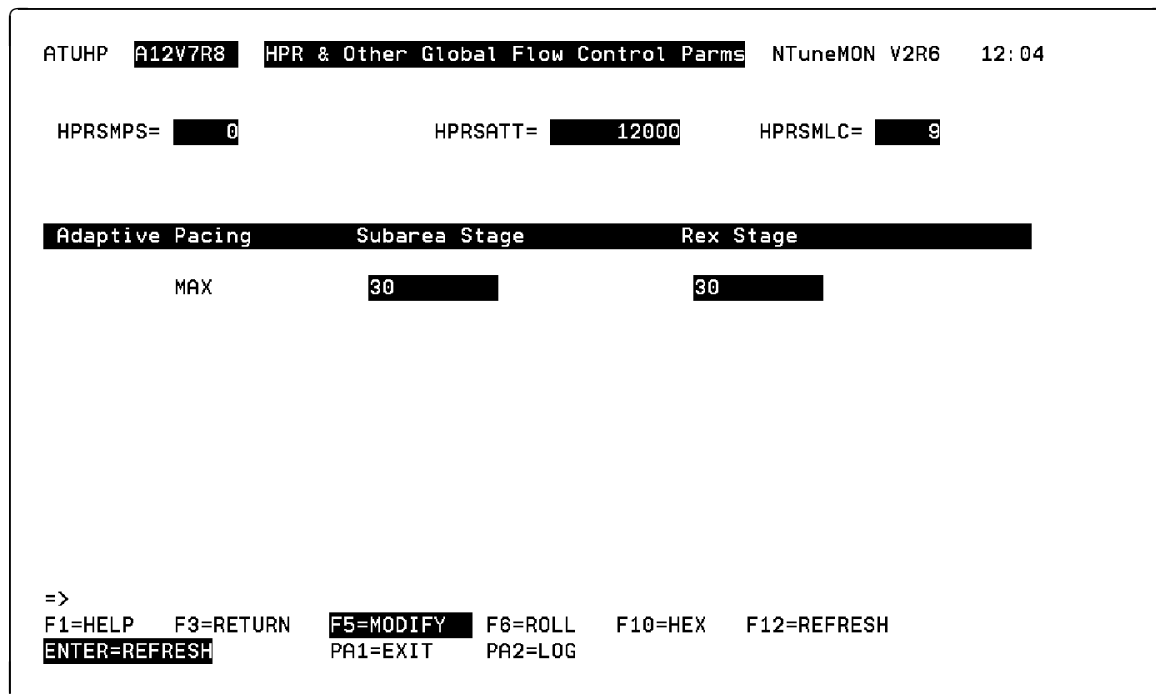 ATUHP A12V7R8 HPR & Other Global Flow Control Parms NTuneMON V2R6 12:04
HPRSMPS= 0 HPRSATT= 12000 HPRSMLC= 9
Adaptive Pacing Subarea Stage Rex Stage
MAX 30 30
=>
F1=HELP F3=RETURN F5=MODIFY F6=ROLL F10=HEX F12=REFRESH
ENTER=REFRESH PA1=EXIT PA2=LOG